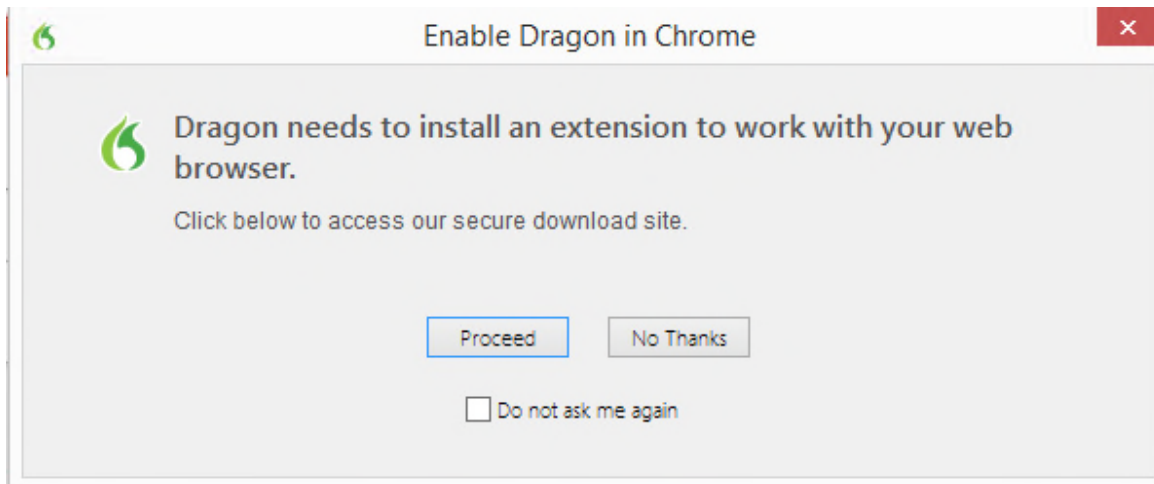 Enable Dragon in Chrome
Dragon needs to install an extension to work with your web
browser.
Click below to access our secure download site.
Proceed
No Thanks
Do not ask me again